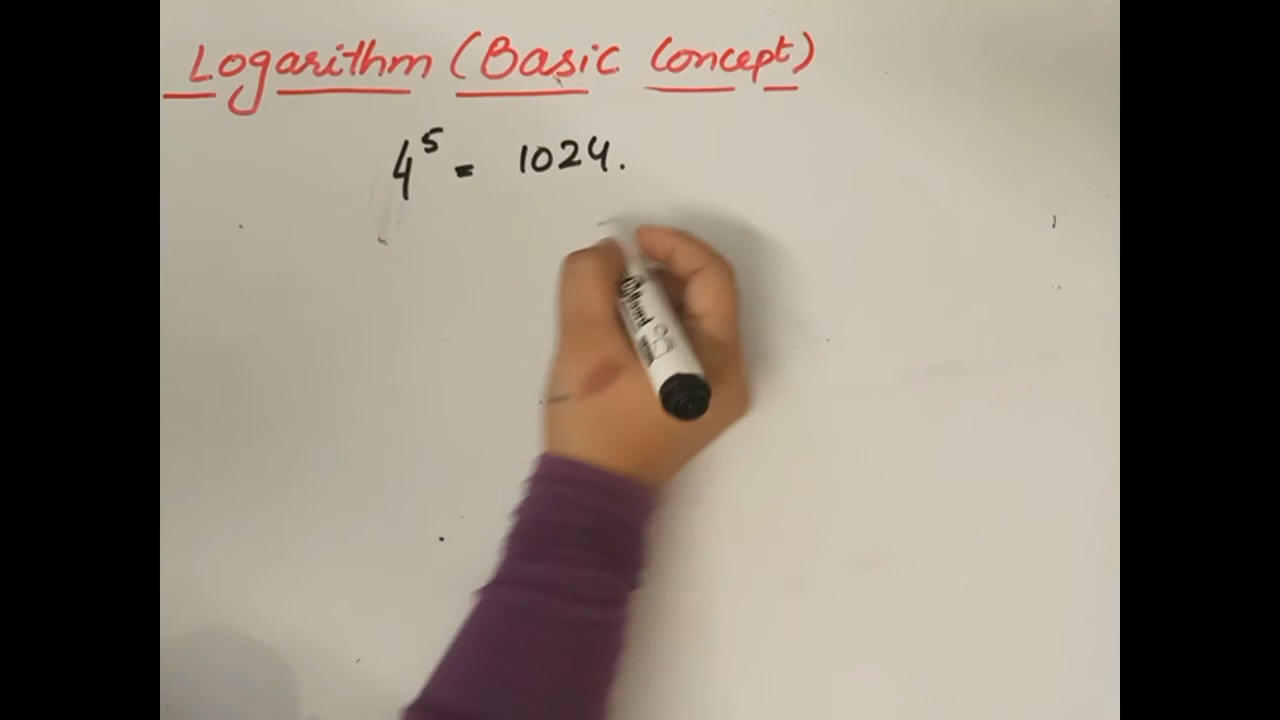 Logarithm (Basic Concept)
4⁵ = 1024.